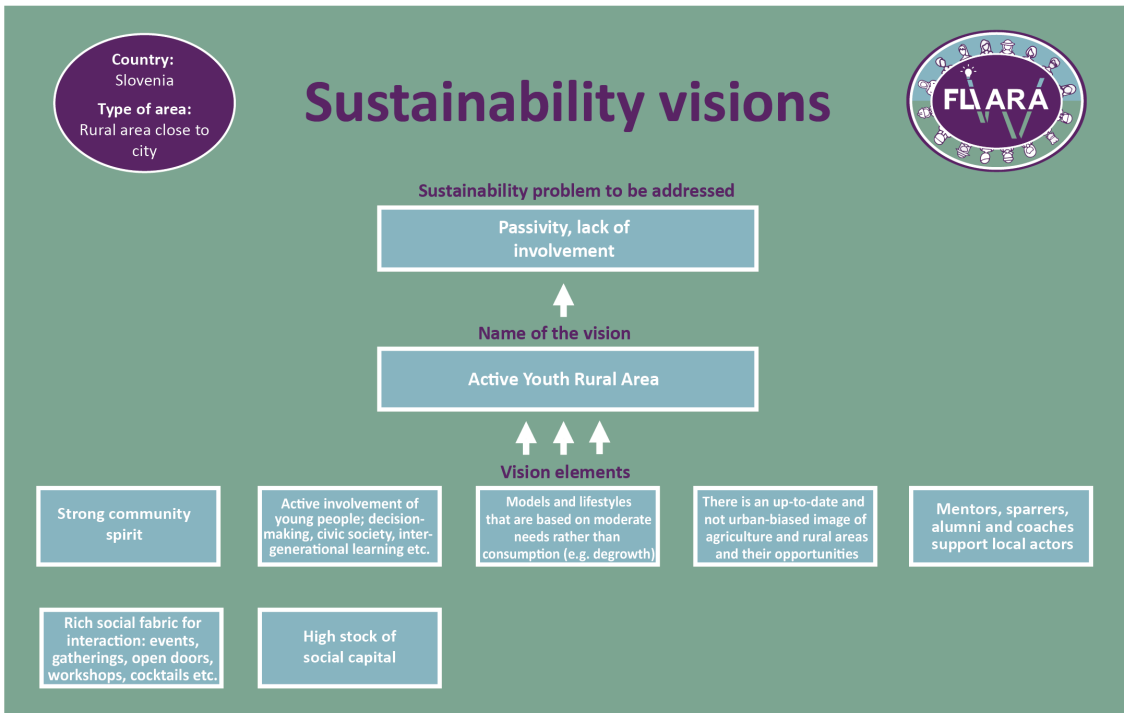 Country:
Slovenia
Type of area:
Rural area close to
city
Sustainability visions
FLIARA
Sustainability problem to be addressed
Passivity, lack of
involvement
Name of the vision
Active Youth Rural Area
Vision elements
Strong community
spirit
Active involvement of
young people; decision-
making, civic society, inter-
generational learning etc.
Models and lifestyles
that are based on moderate
needs rather than
consumption (e.g. degrowth)
There is an up-to-date and
not urban-biased image of
agriculture and rural areas
and their opportunities
Mentors, sparrers,
alumni and coaches
support local actors
Rich social fabric for
interaction: events,
gatherings, open doors,
workshops, cocktails etc.
High stock of
social capital